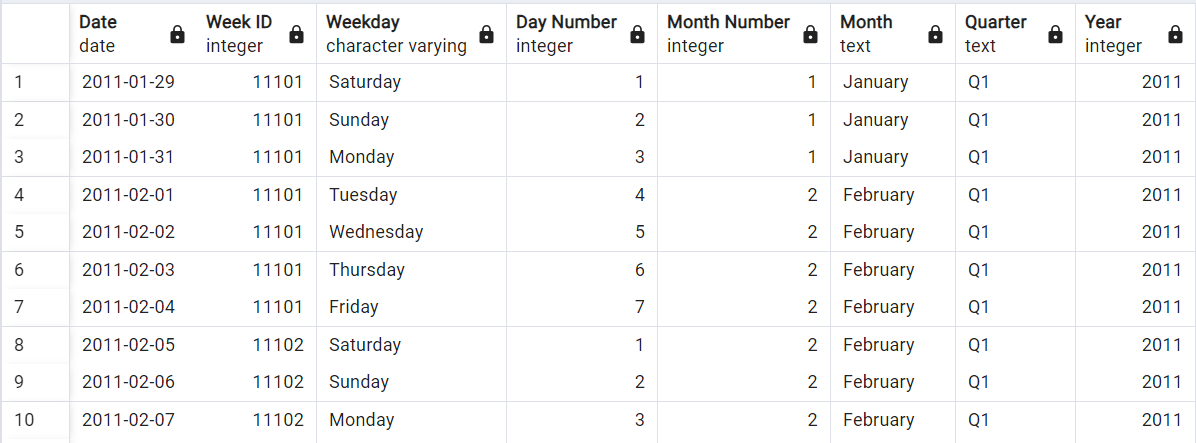 Date Week ID Weekday Day Number Month Number Month Quarter Year
date integer character varying integer integer text text integer
1 2011-01-29 11101 Saturday 1 1 January Q1 2011
2 2011-01-30 11101 Sunday 2 1 January Q1 2011
3 2011-01-31 11101 Monday 3 1 January Q1 2011
4 2011-02-01 11101 Tuesday 4 2 February Q1 2011
5 2011-02-02 11101 Wednesday 5 2 February Q1 2011
6 2011-02-03 11101 Thursday 6 2 February Q1 2011
7 2011-02-04 11101 Friday 7 2 February Q1 2011
8 2011-02-05 11102 Saturday 1 2 February Q1 2011
9 2011-02-06 11102 Sunday 2 2 February Q1 2011
10 2011-02-07 11102 Monday 3 2 February Q1 2011